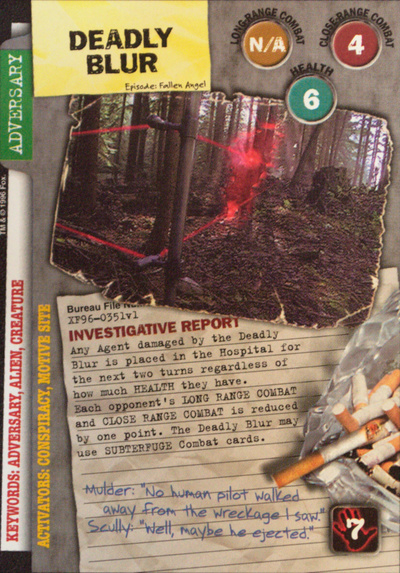 DEADLY
BLUR
Episode: Fallen Angel
LONG-RANGE COMBAT
N/A
CLOSE-RANGE COMBAT
4
HEALTH
6
ADVERSARY
TM & © 1996 Fox.
KEYWORDS: ADVERSARY, ALIEN, CREATURE
ACTIVATORS: CONSPIRACY, MOTIVE SITE
Bureau File
XF96-0351v1
INVESTIGATIVE REPORT
Any Agent damaged by the Deadly
Blur is placed in the Hospital for
the next two turns regardless of
how much HEALTH they have.
Each opponent's LONG RANGE COMBAT
and CLOSE RANGE COMBAT is reduced
by one point. The Deadly Blur may
use SUBTERFUGE Combat cards.
Mulder: "No human pilot walked
away from the wreckage I saw."
Scully: "Well, maybe he ejected."
7